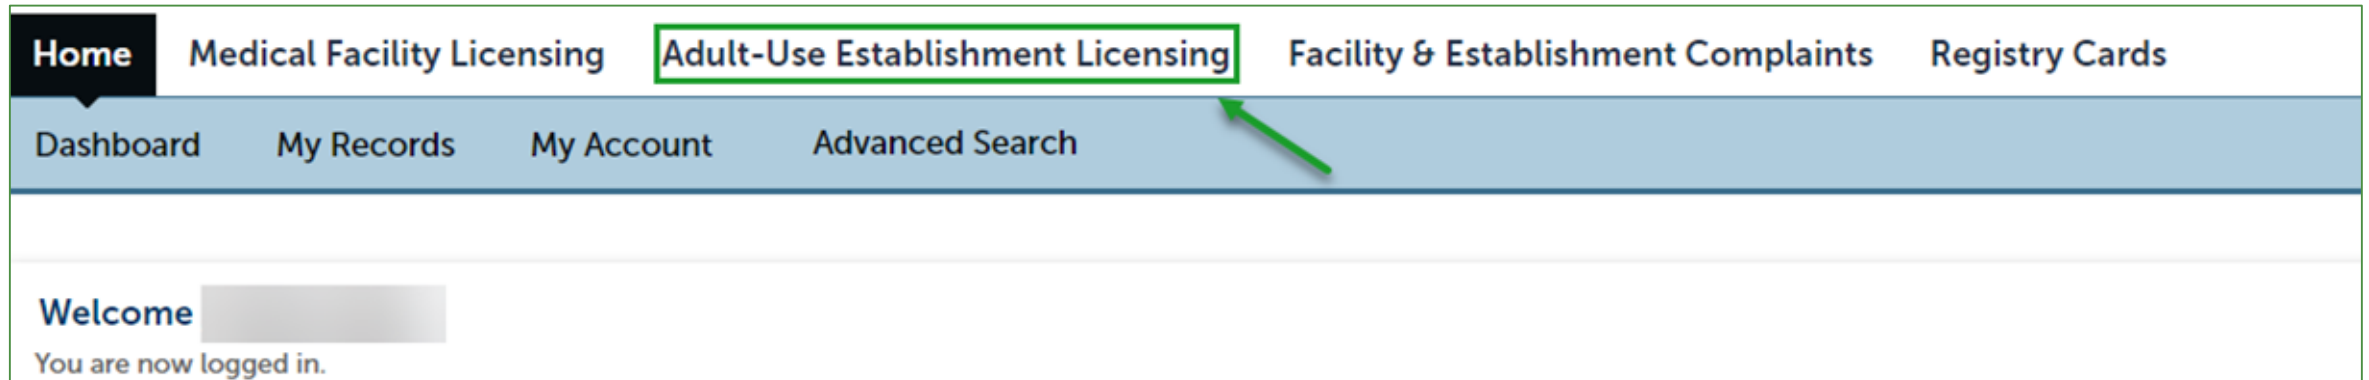 Home Medical Facility Licensing Adult-Use Establishment Licensing Facility & Establishment Complaints Registry Cards
Dashboard My Records My Account Advanced Search
Welcome
You are now logged in.